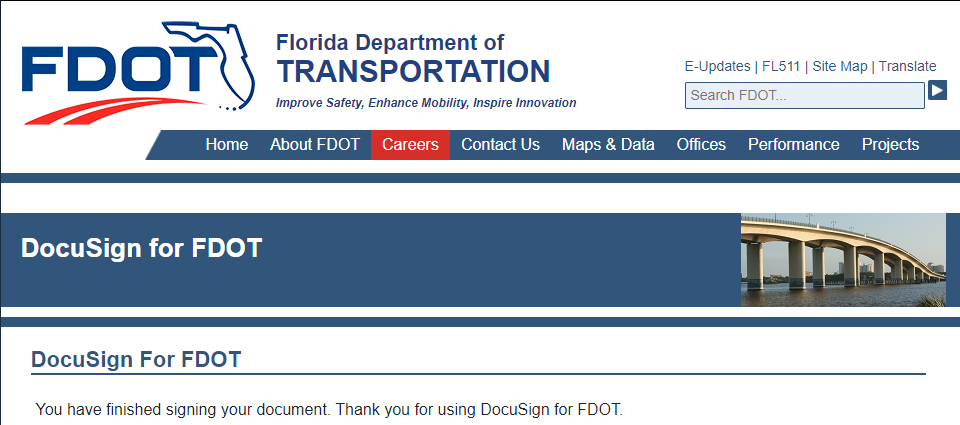 FDOT
Florida Department of
TRANSPORTATION
Improve Safety, Enhance Mobility, Inspire Innovation
E-Updates | FL511 | Site Map | Translate
Search FDOT...
Home About FDOT Careers Contact Us Maps & Data Offices Performance Projects
DocuSign for FDOT
DocuSign For FDOT
You have finished signing your document. Thank you for using DocuSign for FDOT.